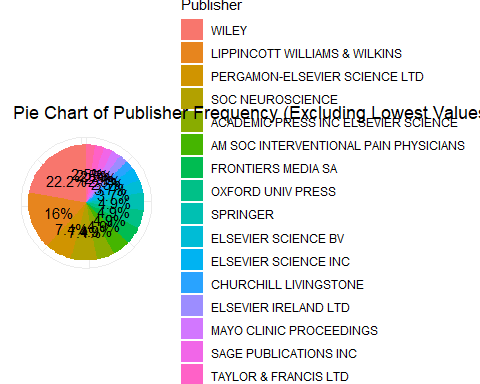 Publisher
WILEY
LIPPINCOTT WILLIAMS & WILKINS
PERGAMON-ELSEVIER SCIENCE LTD
SOC NEUROSCIENCE
Pie Chart of Publisher Frequency (Excluding Lowest Values
ACADEMIC PRESS INC ELSEVIER SCIENCE
AM SOC INTERVENTIONAL PAIN PHYSICIANS
FRONTIERS MEDIA SA
OXFORD UNIV PRESS
SPRINGER
ELSEVIER SCIENCE BV
ELSEVIER SCIENCE INC
CHURCHILL LIVINGSTONE
ELSEVIER IRELAND LTD
MAYO CLINIC PROCEEDINGS
SAGE PUBLICATIONS INC
TAYLOR & FRANCIS LTD
22.2%
16%
4.9%